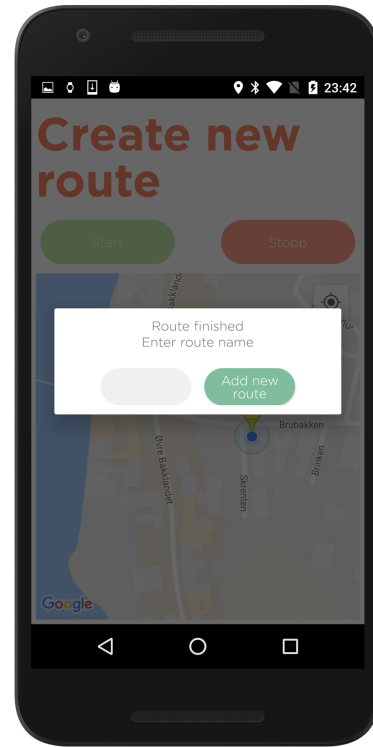 23:42
Create new
route
Start
Stopp
Route finished
Enter route name
Add new
route
Brubakken
Øvre Bakklandet
Skrenten
Brinken
Google